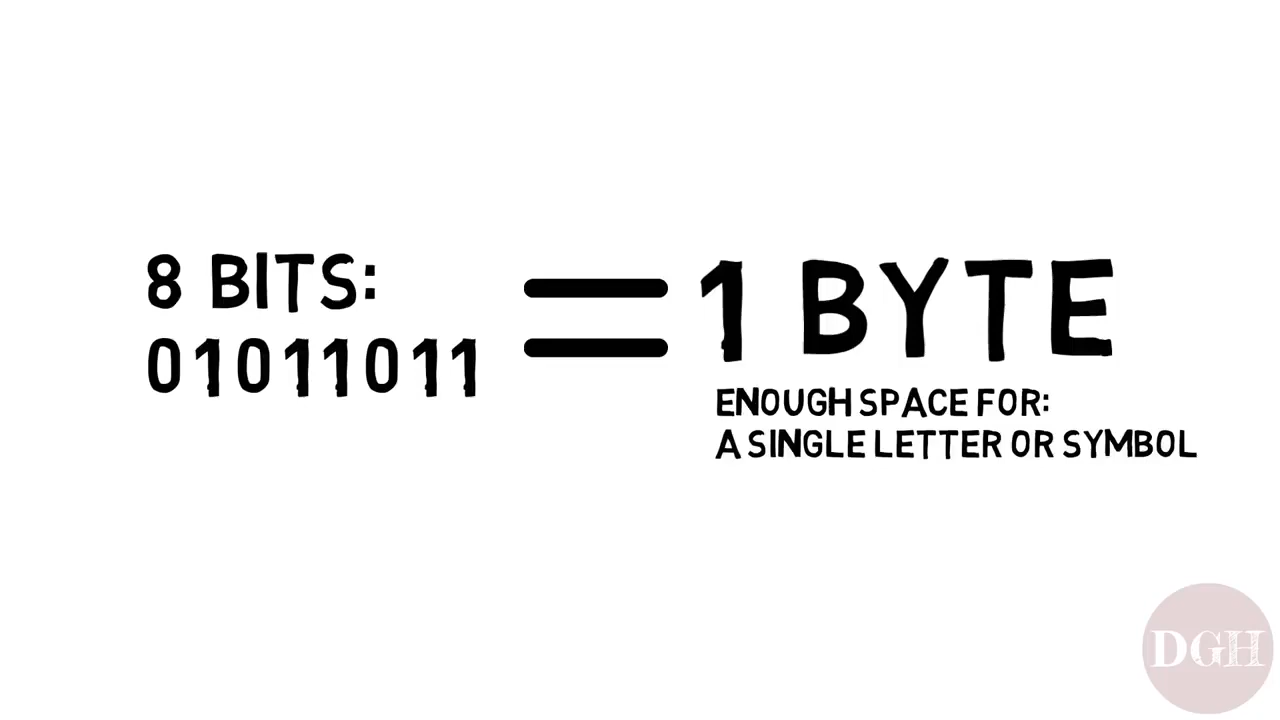 8 BITS:
01011011
= 1 BYTE
ENOUGH SPACE FOR:
A SINGLE LETTER OR SYMBOL
DGH